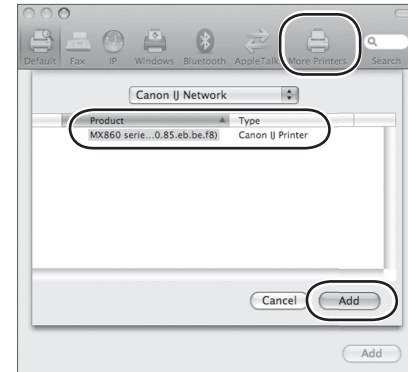 Default Fax IP Windows Bluetooth AppleTalk More Printers Search
Canon IJ Network
Product Type
MX860 serie...0.85.eb.be.f8) Canon IJ Printer
Cancel Add
Add